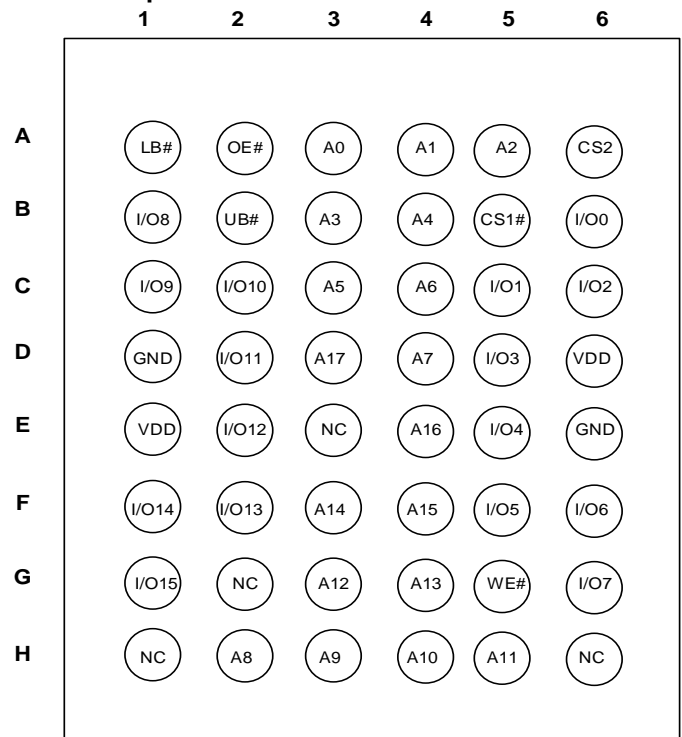 1 2 3 4 5 6
A LB# OE# A0 A1 A2 CS2
B I/O8 UB# A3 A4 CS1# I/O0
C I/O9 I/O10 A5 A6 I/O1 I/O2
D GND I/O11 A17 A7 I/O3 VDD
E VDD I/O12 NC A16 I/O4 GND
F I/O14 I/O13 A14 A15 I/O5 I/O6
G I/O15 NC A12 A13 WE# I/O7
H NC A8 A9 A10 A11 NC